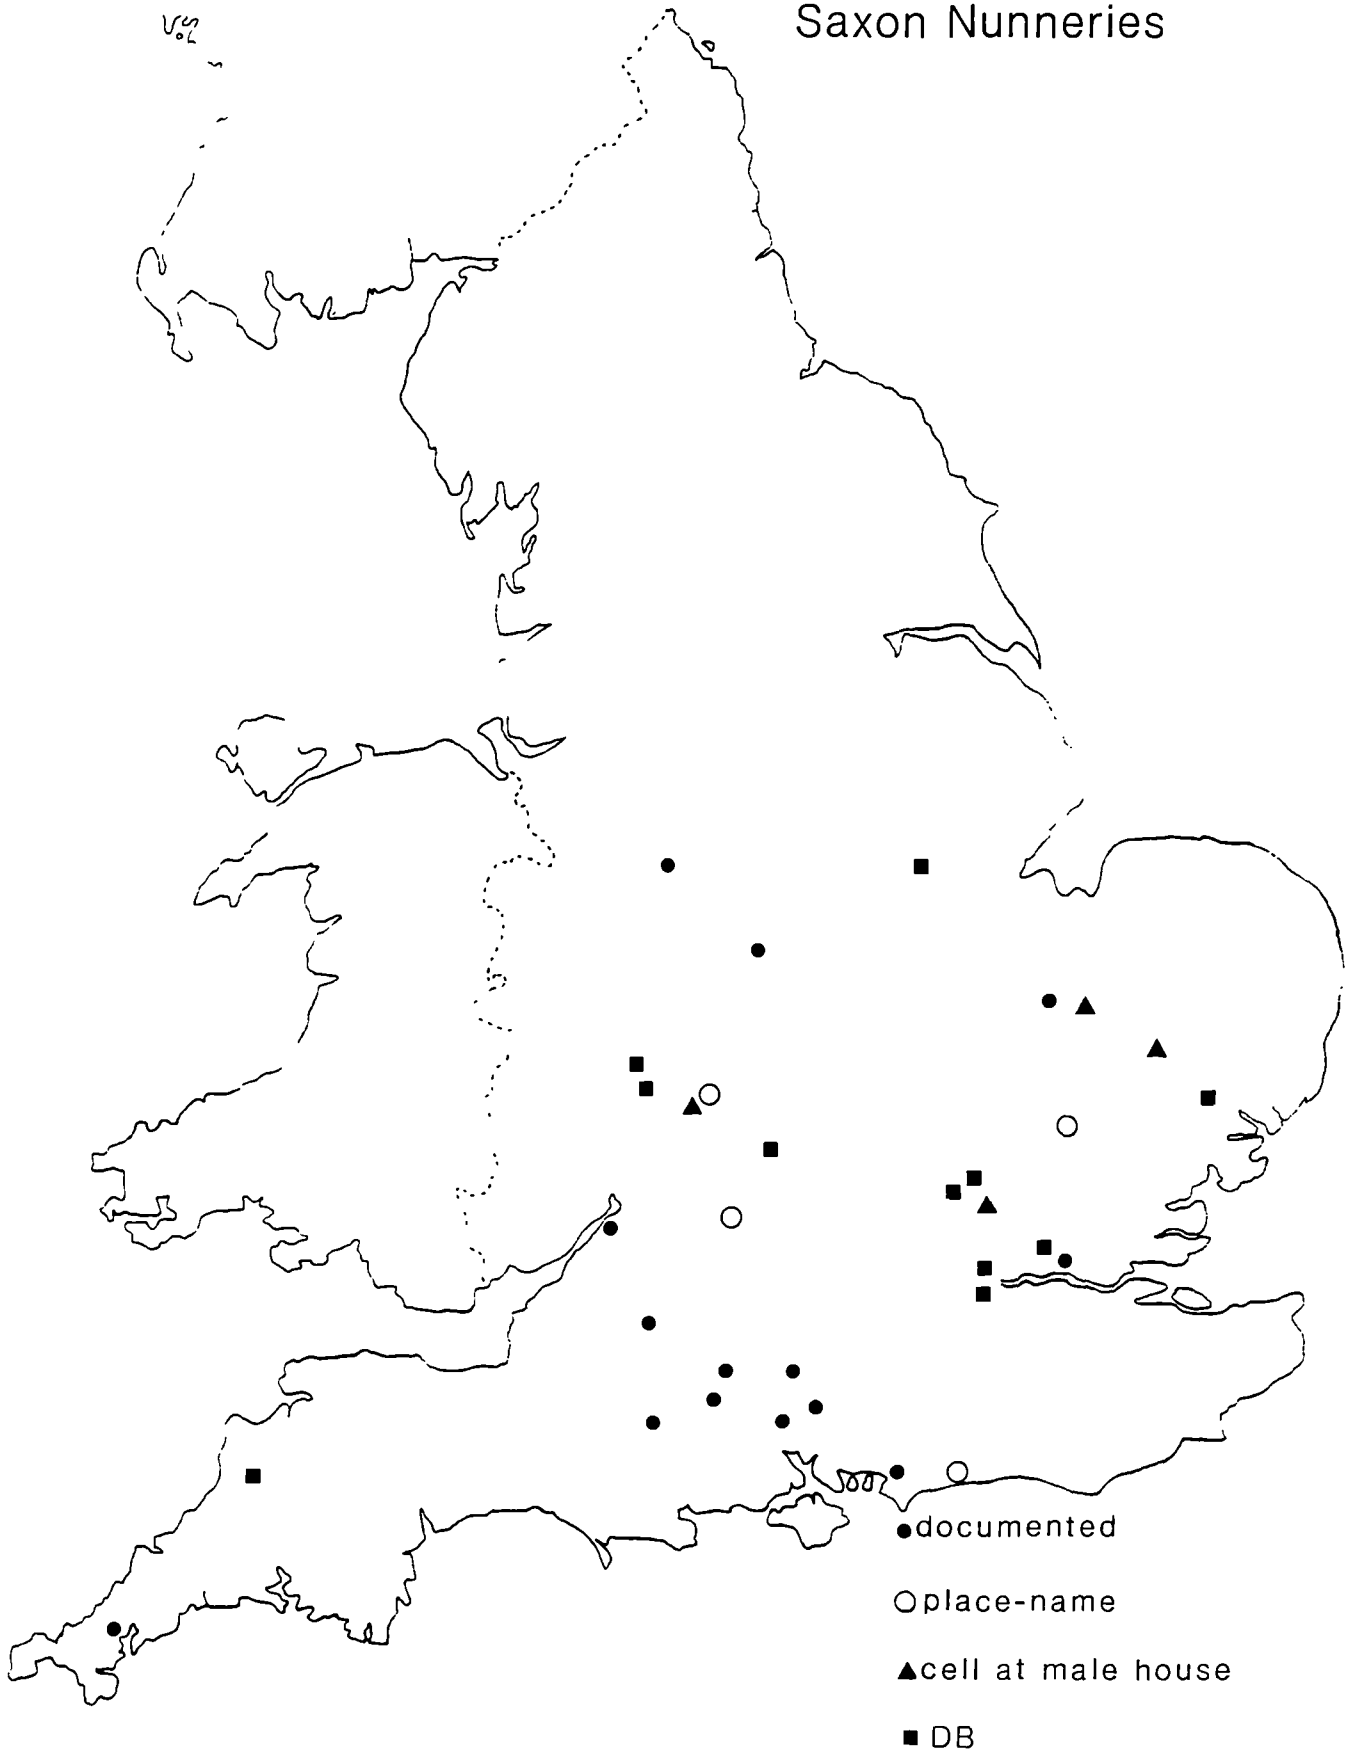 Saxon Nunneries
documented
place-name
cell at male house
DB